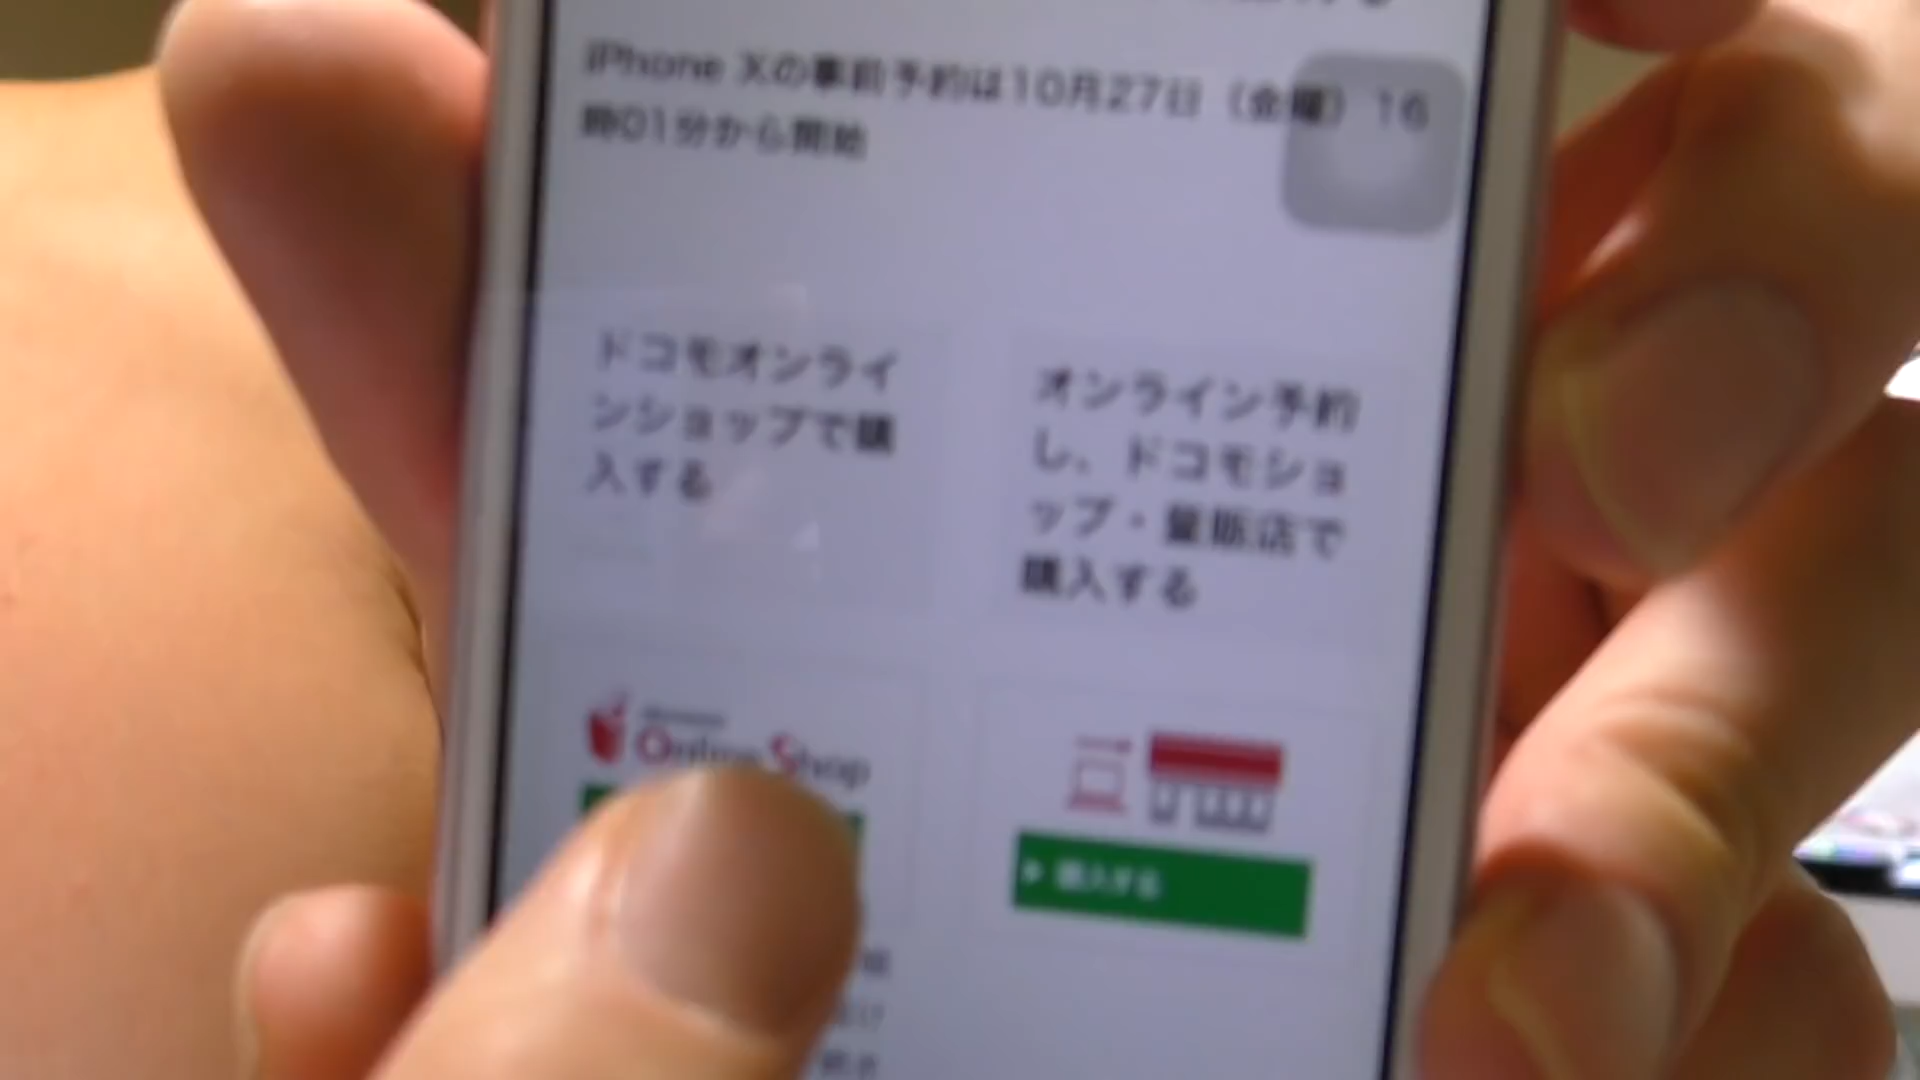 iPhone Xの事前予約は10月27日（金曜）16
時01分から開始
ドコモオンライ
ンショップで購
入する
オンライン予約
し、ドコモショ
ップ・量販店で
購入する
Online Shop
購入する